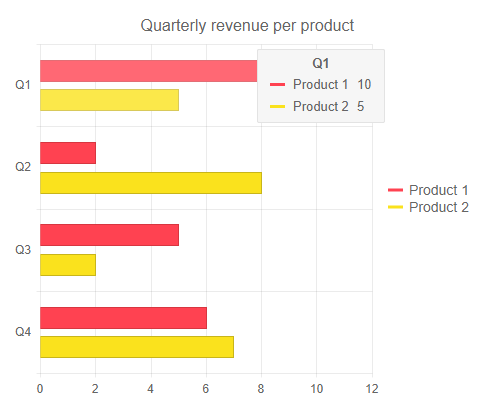 Quarterly revenue per product
Q1
Q1
Product 1 10
Product 2 5
Q2
Product 1
Product 2
Q3
Q4
0 2 4 6 8 10 12